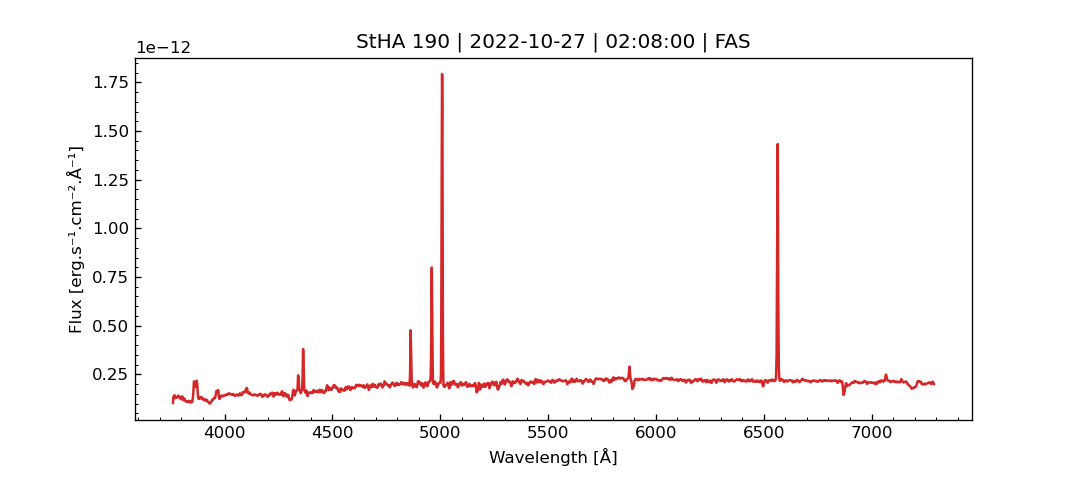 StHA 190 | 2022-10-27 | 02:08:00 | FAS
1e−12
1.75
1.50
1.25
1.00
0.75
0.50
0.25
Flux [erg.s⁻¹.cm⁻².Å⁻¹]
4000 4500 5000 5500 6000 6500 7000
Wavelength [Å]